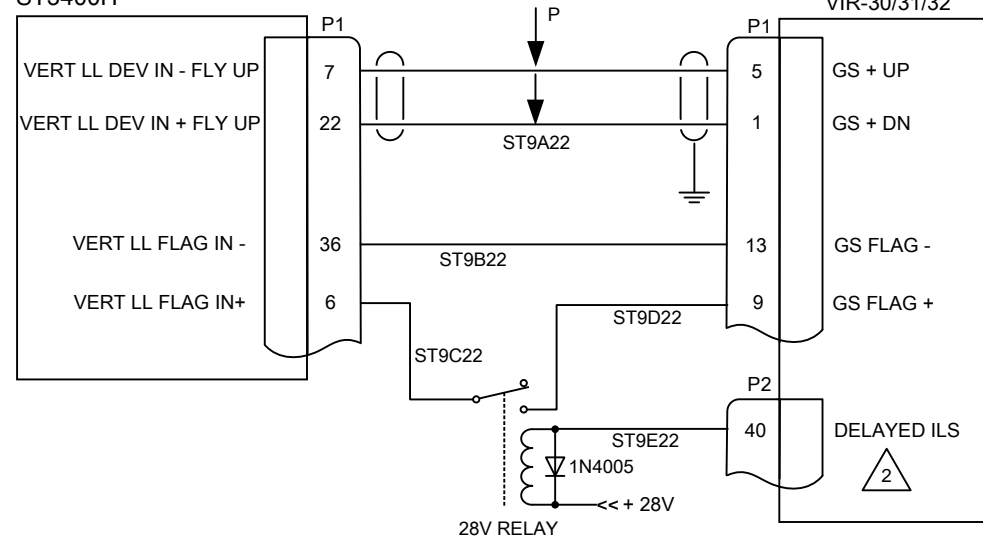 P
P1
P1
VERT LL DEV IN - FLY UP
7
5
GS + UP
VERT LL DEV IN + FLY UP
22
1
GS + DN
ST9A22
VERT LL FLAG IN -
36
13
GS FLAG -
ST9B22
VERT LL FLAG IN+
6
9
GS FLAG +
ST9D22
ST9C22
P2
40
DELAYED ILS
ST9E22
1N4005
2
<< + 28V
28V RELAY